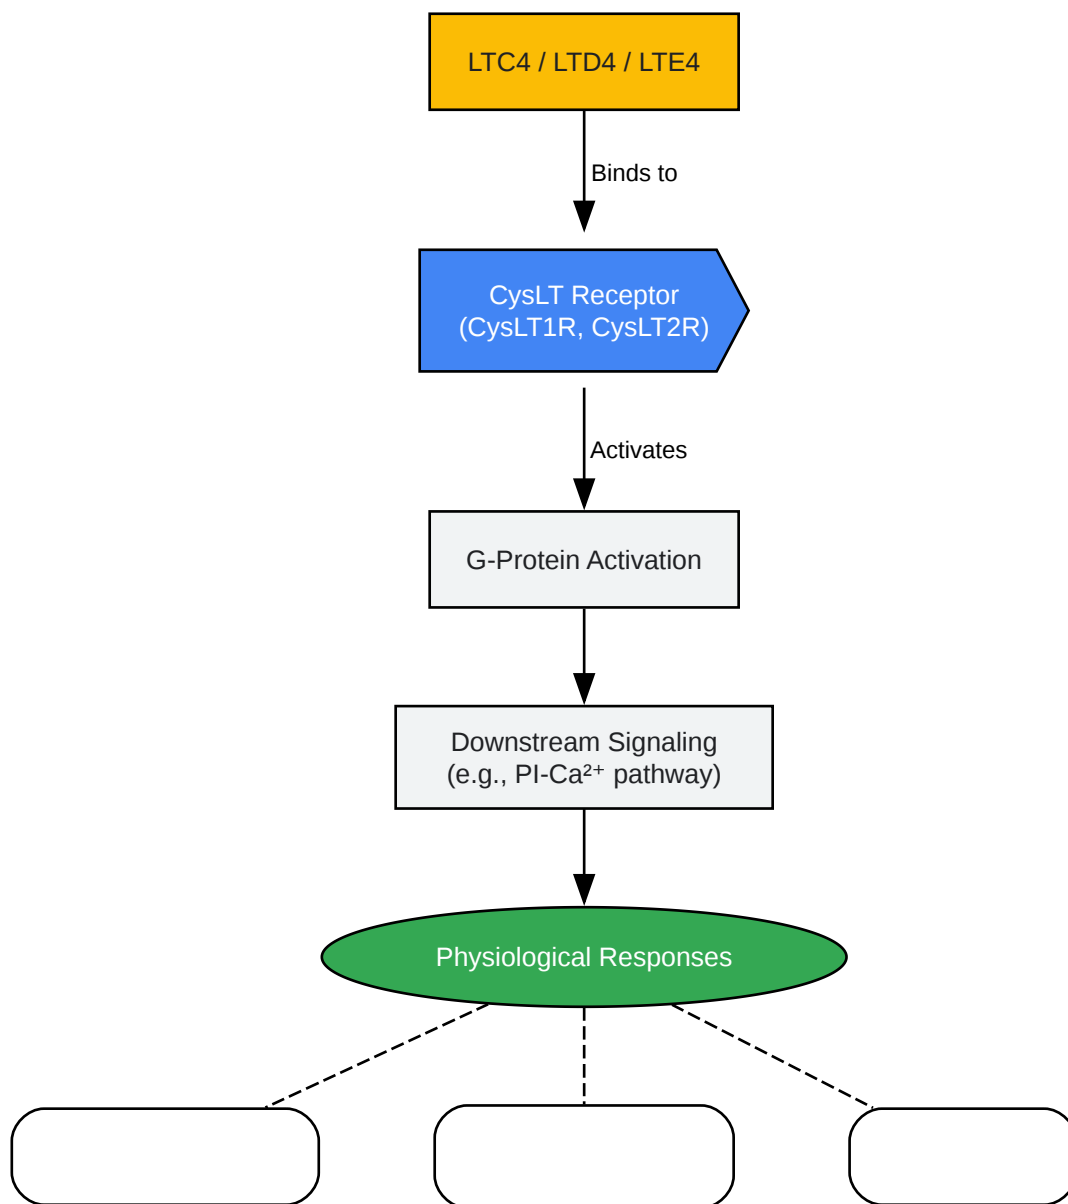 LTC4 / LTD4 / LTE4
Binds to
CysLT Receptor
(CysLT1R, CysLT2R)
Activates
G-Protein Activation
Downstream Signaling
(e.g., PI-Ca²⁺ pathway)
Physiological Responses